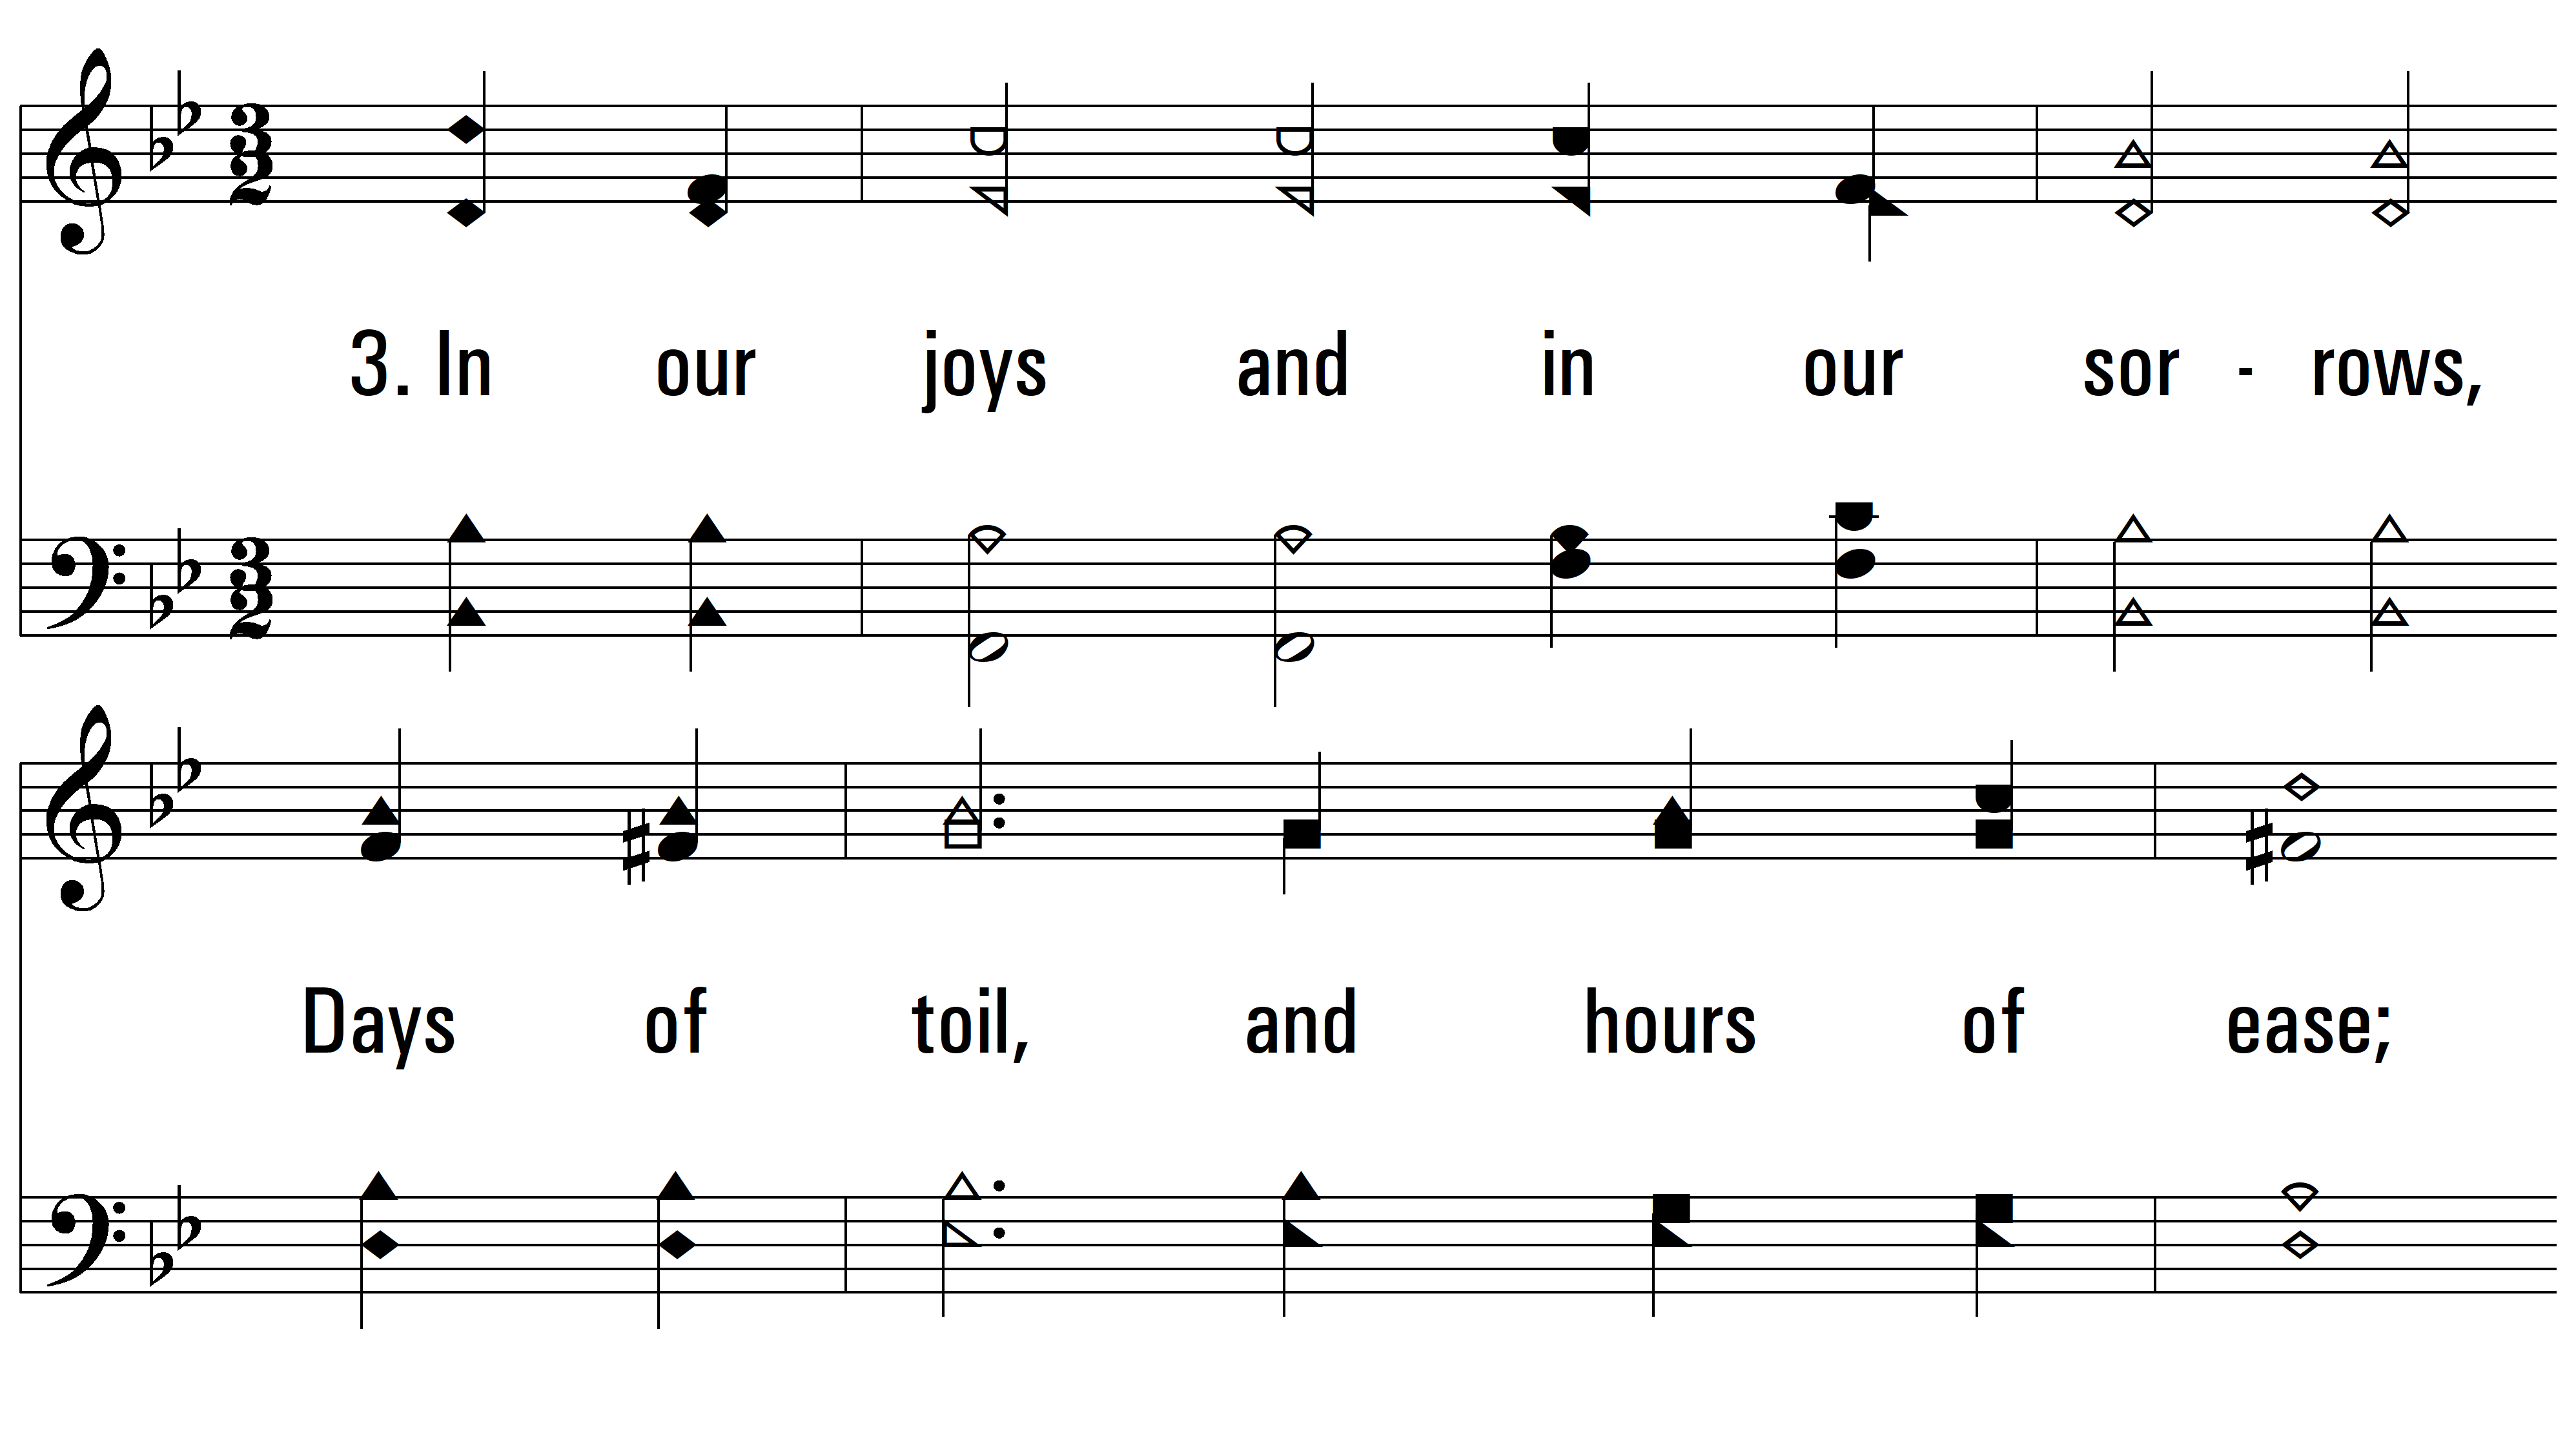 3. In our joys and in our sor - rows,
Days of toil, and hours of ease;